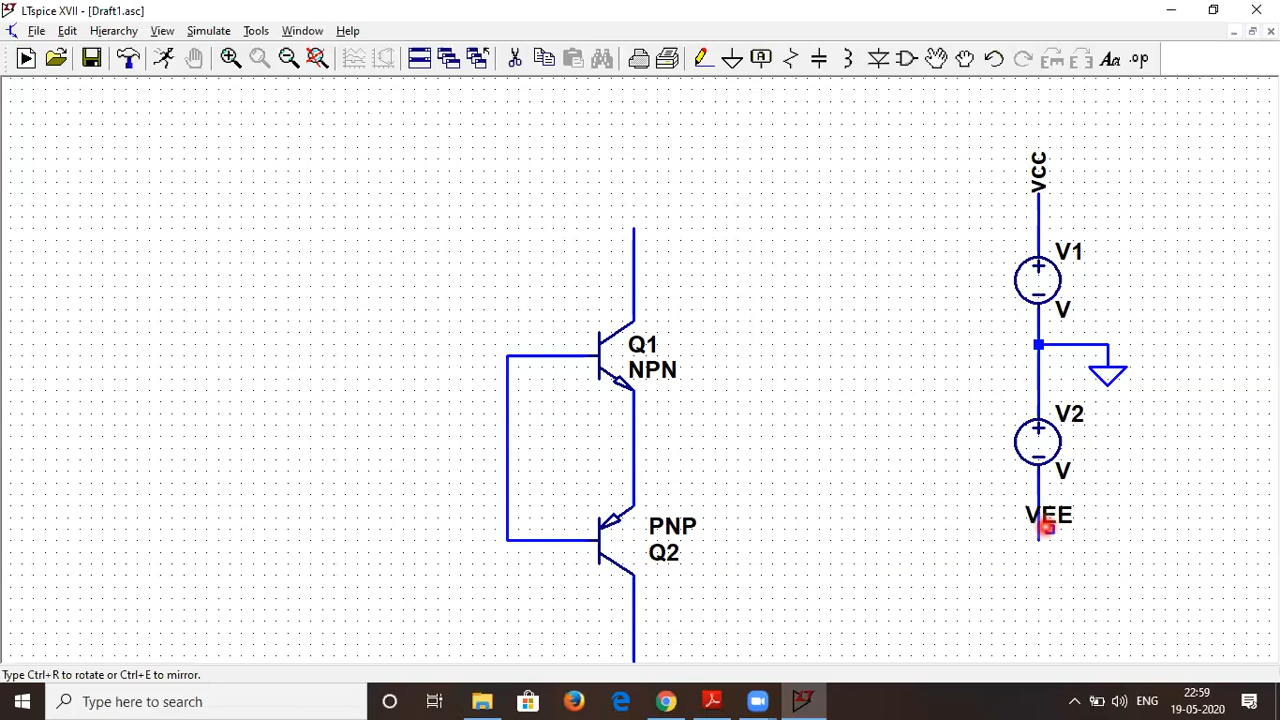 LTspice XVII - [Draft1.asc]
File Edit Hierarchy View Simulate Tools Window Help
A Aa .op
VCC
V1
V
Q1
NPN
V2
V
VEE
PNP
Q2
Type Ctrl+R to rotate or Ctrl+E to mirror.
Type here to search
ENG
22:59
19-05-2020